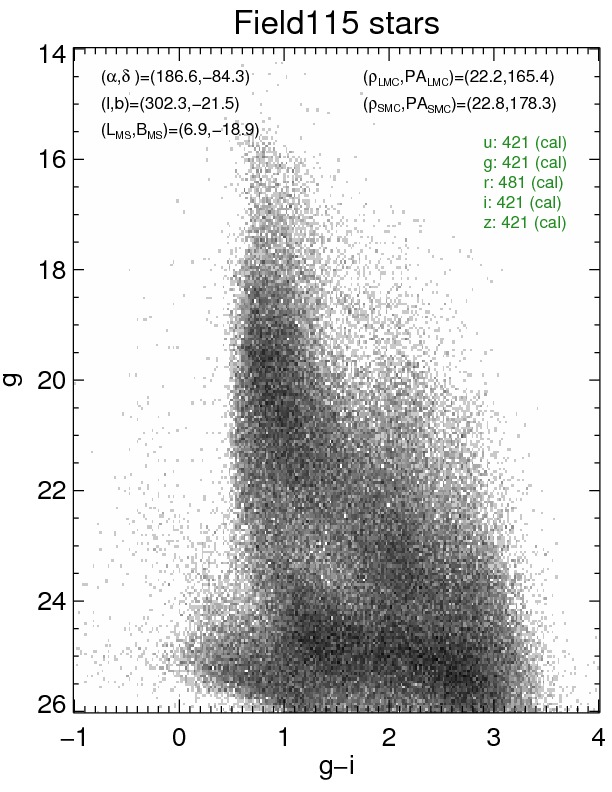 Field115 stars
(α,δ )=(186.6,−84.3)
(ρLMC,PALMC)=(22.2,165.4)
(l,b)=(302.3,−21.5)
(ρSMC,PASMC)=(22.8,178.3)
(LMS,BMS)=(6.9,−18.9)
u: 421 (cal)
g: 421 (cal)
r: 481 (cal)
i: 421 (cal)
z: 421 (cal)
14
16
18
20
22
24
26
g
−1 0 1 2 3 4
g−i